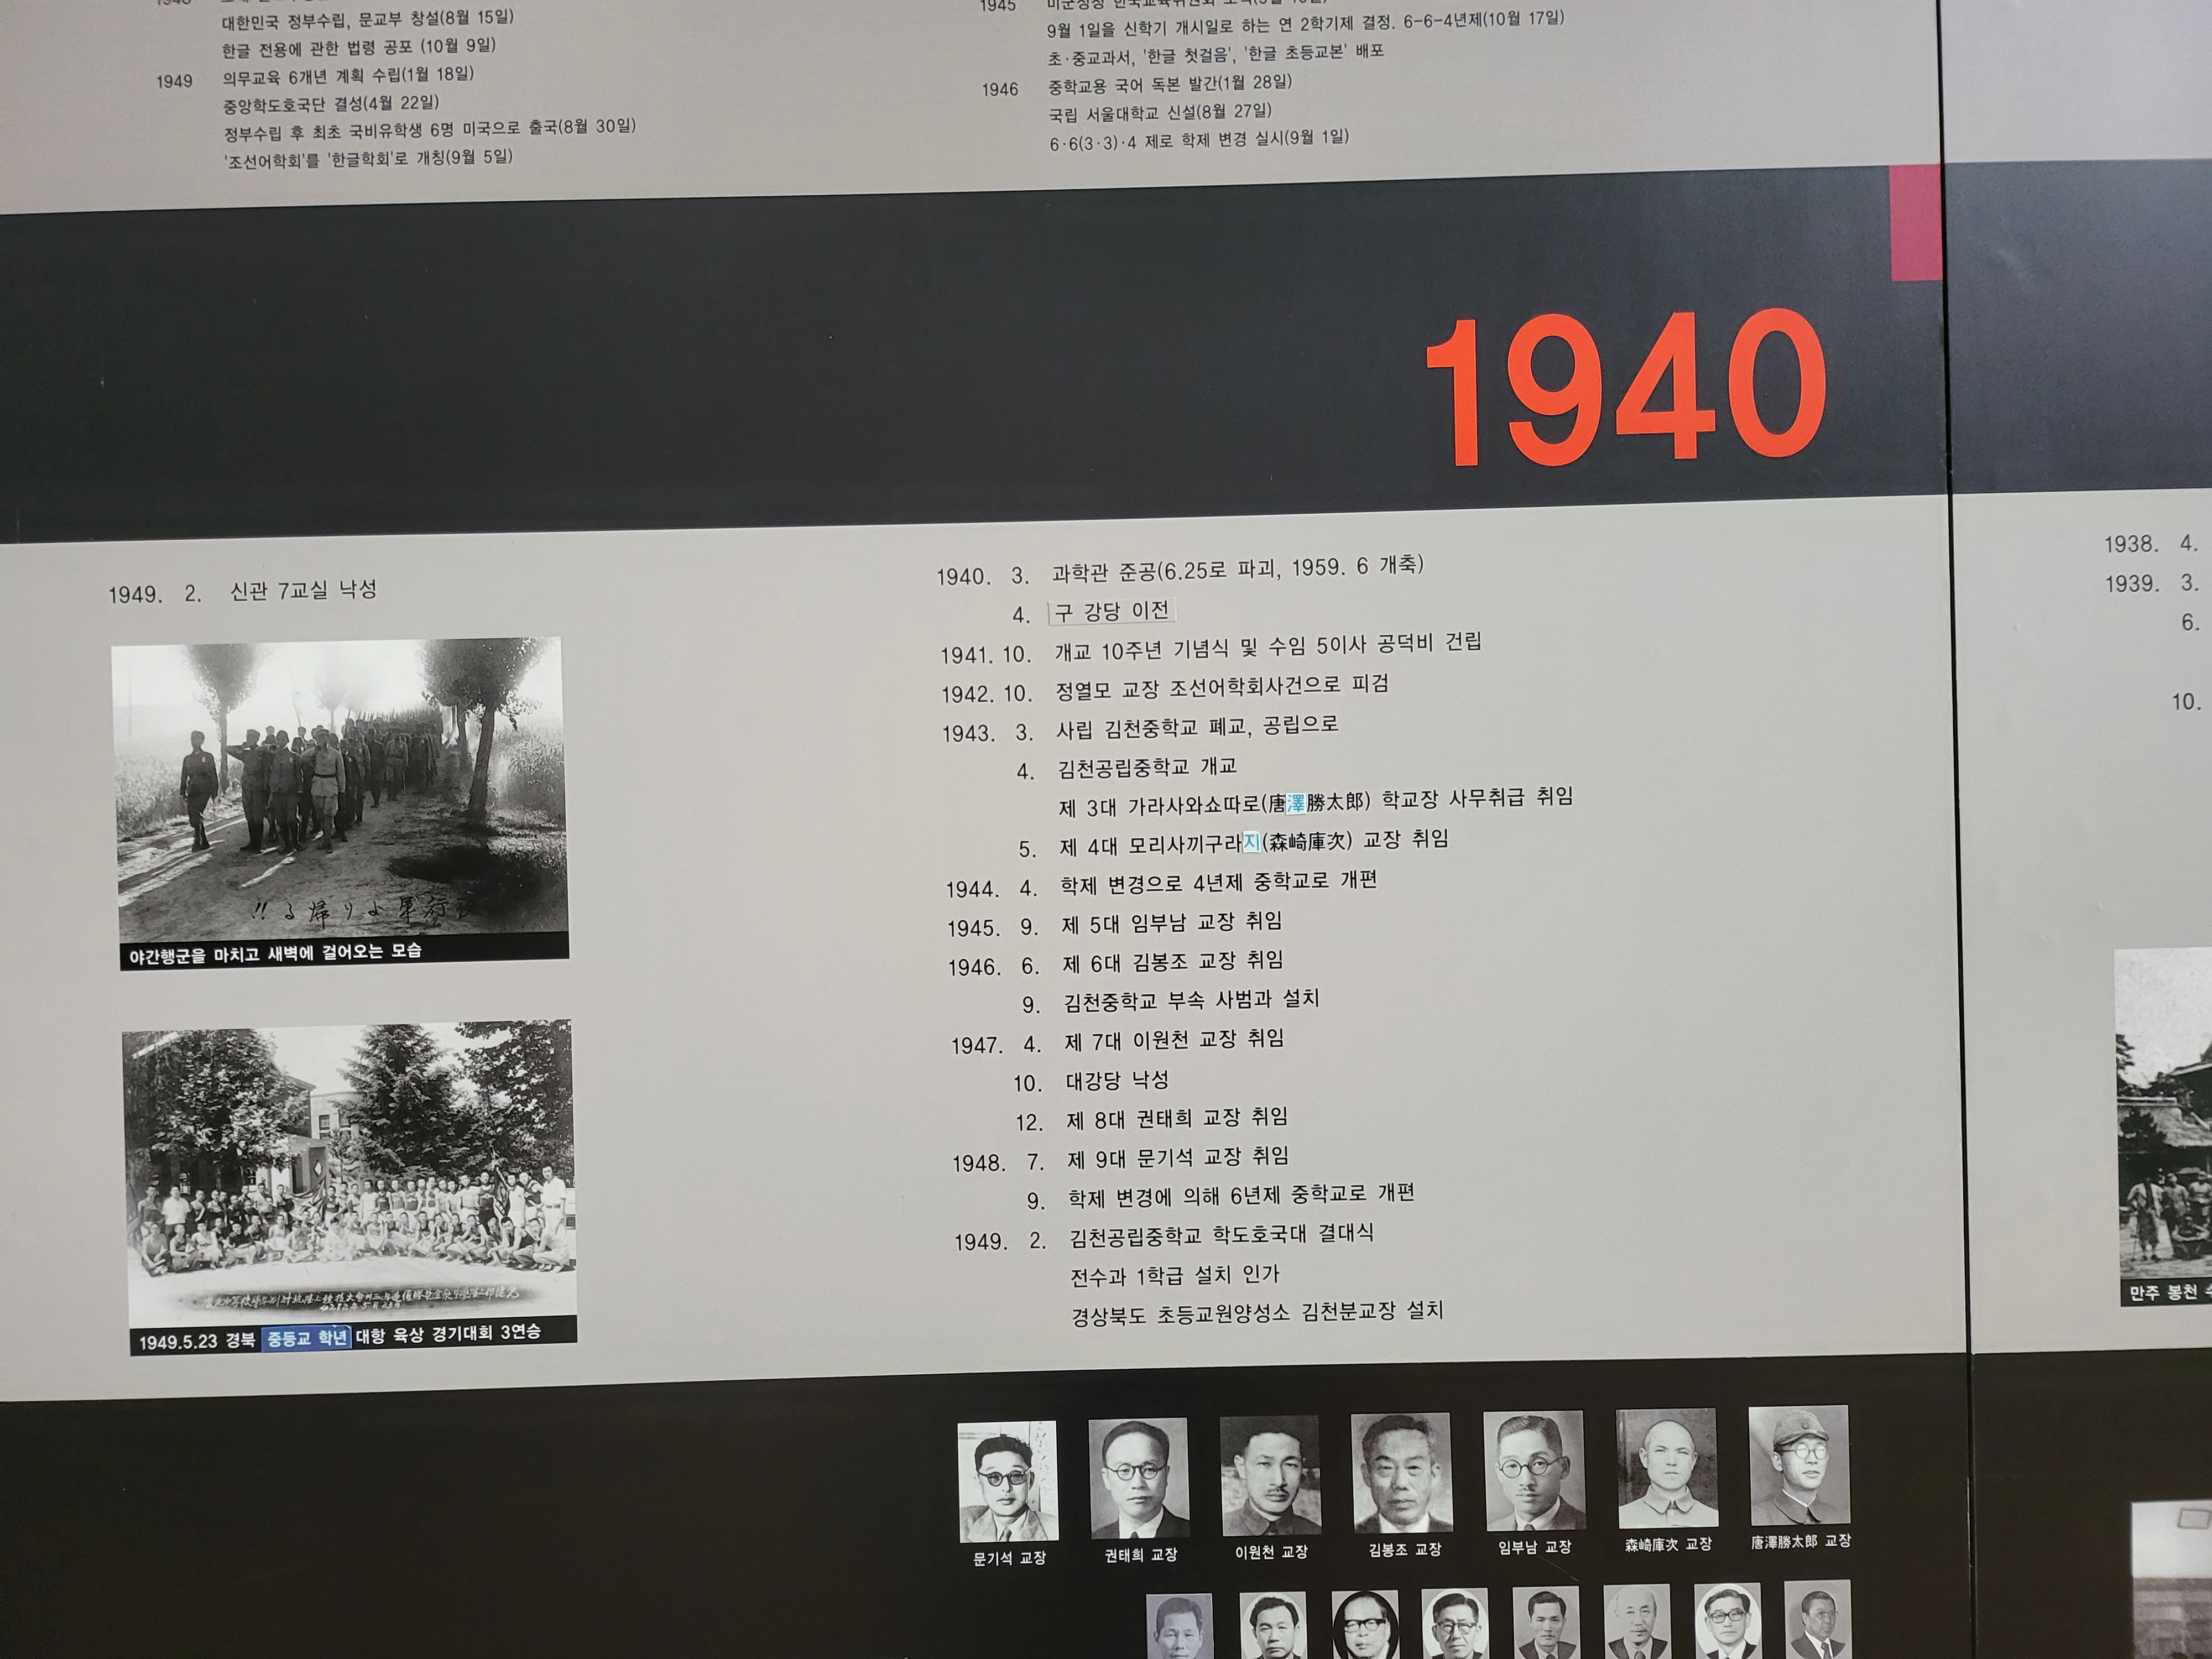 대한민국 정부수립, 문교부 창설(8월 15일)
한글 전용에 관한 법령 공포 (10월 9일)
1949 의무교육 6개년 계획 수립(1월 18일)
중앙학도호국단 결성(4월 22일)
정부수립 후 최초 국비유학생 6명 미국으로 출국(8월 30일)
'조선어학회'를 '한글학회'로 개칭(9월 5일)
1945
9월 1일을 신학기 개시일로 하는 연 2학기제 결정. 6-6-4년제(10월 17일)
초·중교과서, '한글 첫걸음', '한글 초등교본' 배포
1946 중학교용 국어 독본 발간(1월 28일)
국립 서울대학교 신설(8월 27일)
6·6(3·3)·4 제로 학제 변경 실시(9월 1일)
1940
1949. 2. 신관 7교실 낙성
야간행군을 마치고 새벽에 걸어오는 모습
1949.5.23 경북 중등교 학년 대항 육상 경기대회 3연승
1940. 3. 과학관 준공(6.25로 파괴, 1959. 6 개축)
4. 구 강당 이전
1941. 10. 개교 10주년 기념식 및 수임 5이사 공덕비 건립
1942. 10. 정열모 교장 조선어학회사건으로 피검
1943. 3. 사립 김천중학교 폐교, 공립으로
4. 김천공립중학교 개교
제 3대 가라사와쇼따로(唐澤勝太郎) 학교장 사무취급 취임
5. 제 4대 모리사끼구라지(森崎庫次) 교장 취임
1944. 4. 학제 변경으로 4년제 중학교로 개편
1945. 9. 제 5대 임부남 교장 취임
1946. 6. 제 6대 김봉조 교장 취임
9. 김천중학교 부속 사범과 설치
1947. 4. 제 7대 이원천 교장 취임
10. 대강당 낙성
12. 제 8대 권태희 교장 취임
1948. 7. 제 9대 문기석 교장 취임
9. 학제 변경에 의해 6년제 중학교로 개편
1949. 2. 김천공립중학교 학도호국대 결대식
전수과 1학급 설치 인가
경상북도 초등교원양성소 김천분교장 설치
문기석 교장
권태희 교장
이원천 교장
김봉조 교장
임부남 교장
森崎庫次 교장
唐澤勝太郎 교장
1938. 4.
1939. 3.
6.
10.
만주 봉천